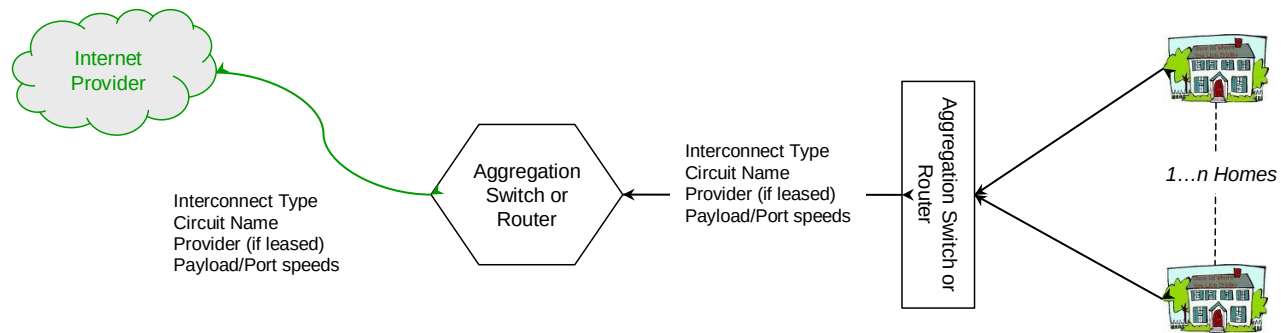 Internet
Provider
Interconnect Type
Circuit Name
Provider (if leased)
Payload/Port speeds
Aggregation
Switch or
Router
Interconnect Type
Circuit Name
Provider (if leased)
Payload/Port speeds
Aggregation Switch or
Router
1…n Homes